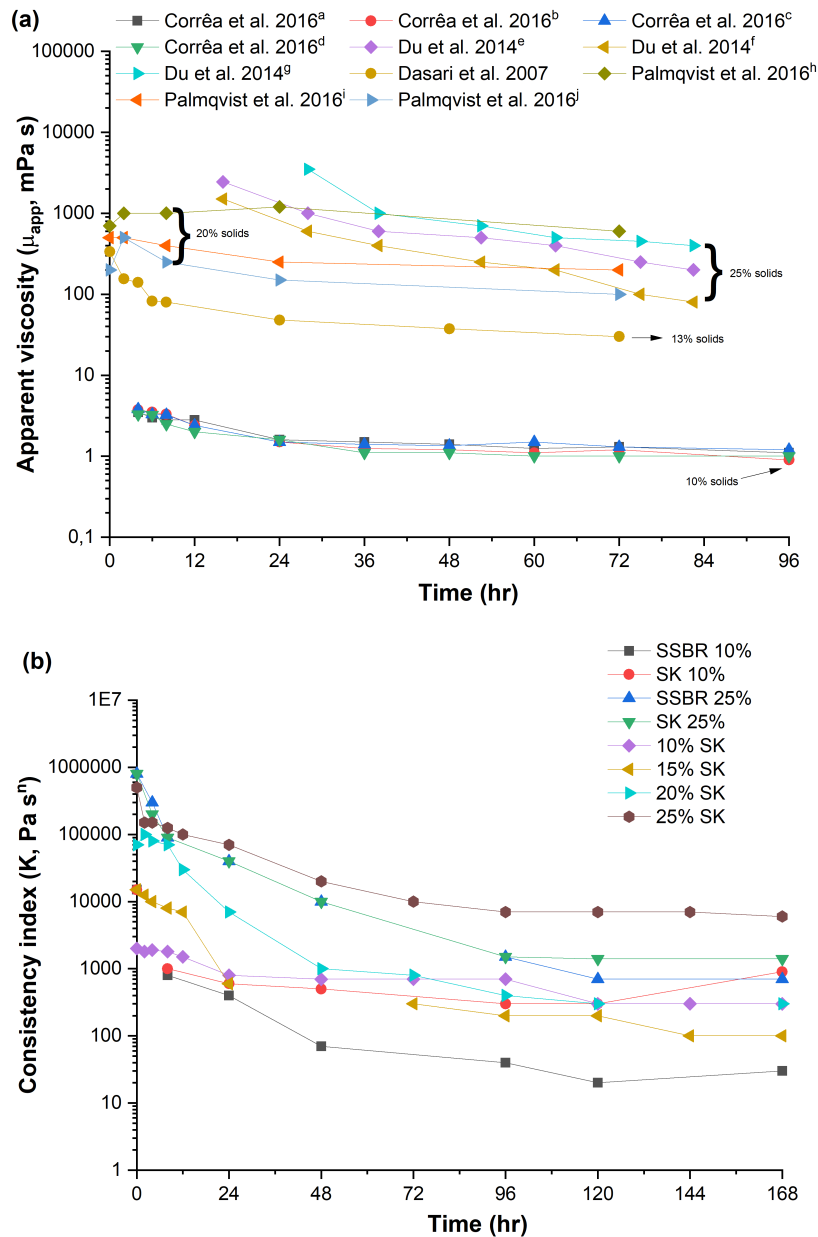 (a)
Corrêa et al. 2016ᵃ Corrêa et al. 2016ᵇ Corrêa et al. 2016ᶜ
Corrêa et al. 2016ᵈ Du et al. 2014ᵉ Du et al. 2014ᶠ
Du et al. 2014ᵍ Dasari et al. 2007 Palmqvist et al. 2016ʰ
Palmqvist et al. 2016ⁱ Palmqvist et al. 2016ʲ
100000
10000
1000
100
10
1
0,1
Apparent viscosity (μapp, mPa s)
20% solids
25% solids
13% solids
10% solids
0 12 24 36 48 60 72 84 96
Time (hr)
(b)
SSBR 10%
SK 10%
SSBR 25%
SK 25%
10% SK
15% SK
20% SK
25% SK
1E7
1000000
100000
10000
1000
100
10
1
Consistency index (K, Pa sⁿ)
0 24 48 72 96 120 144 168
Time (hr)